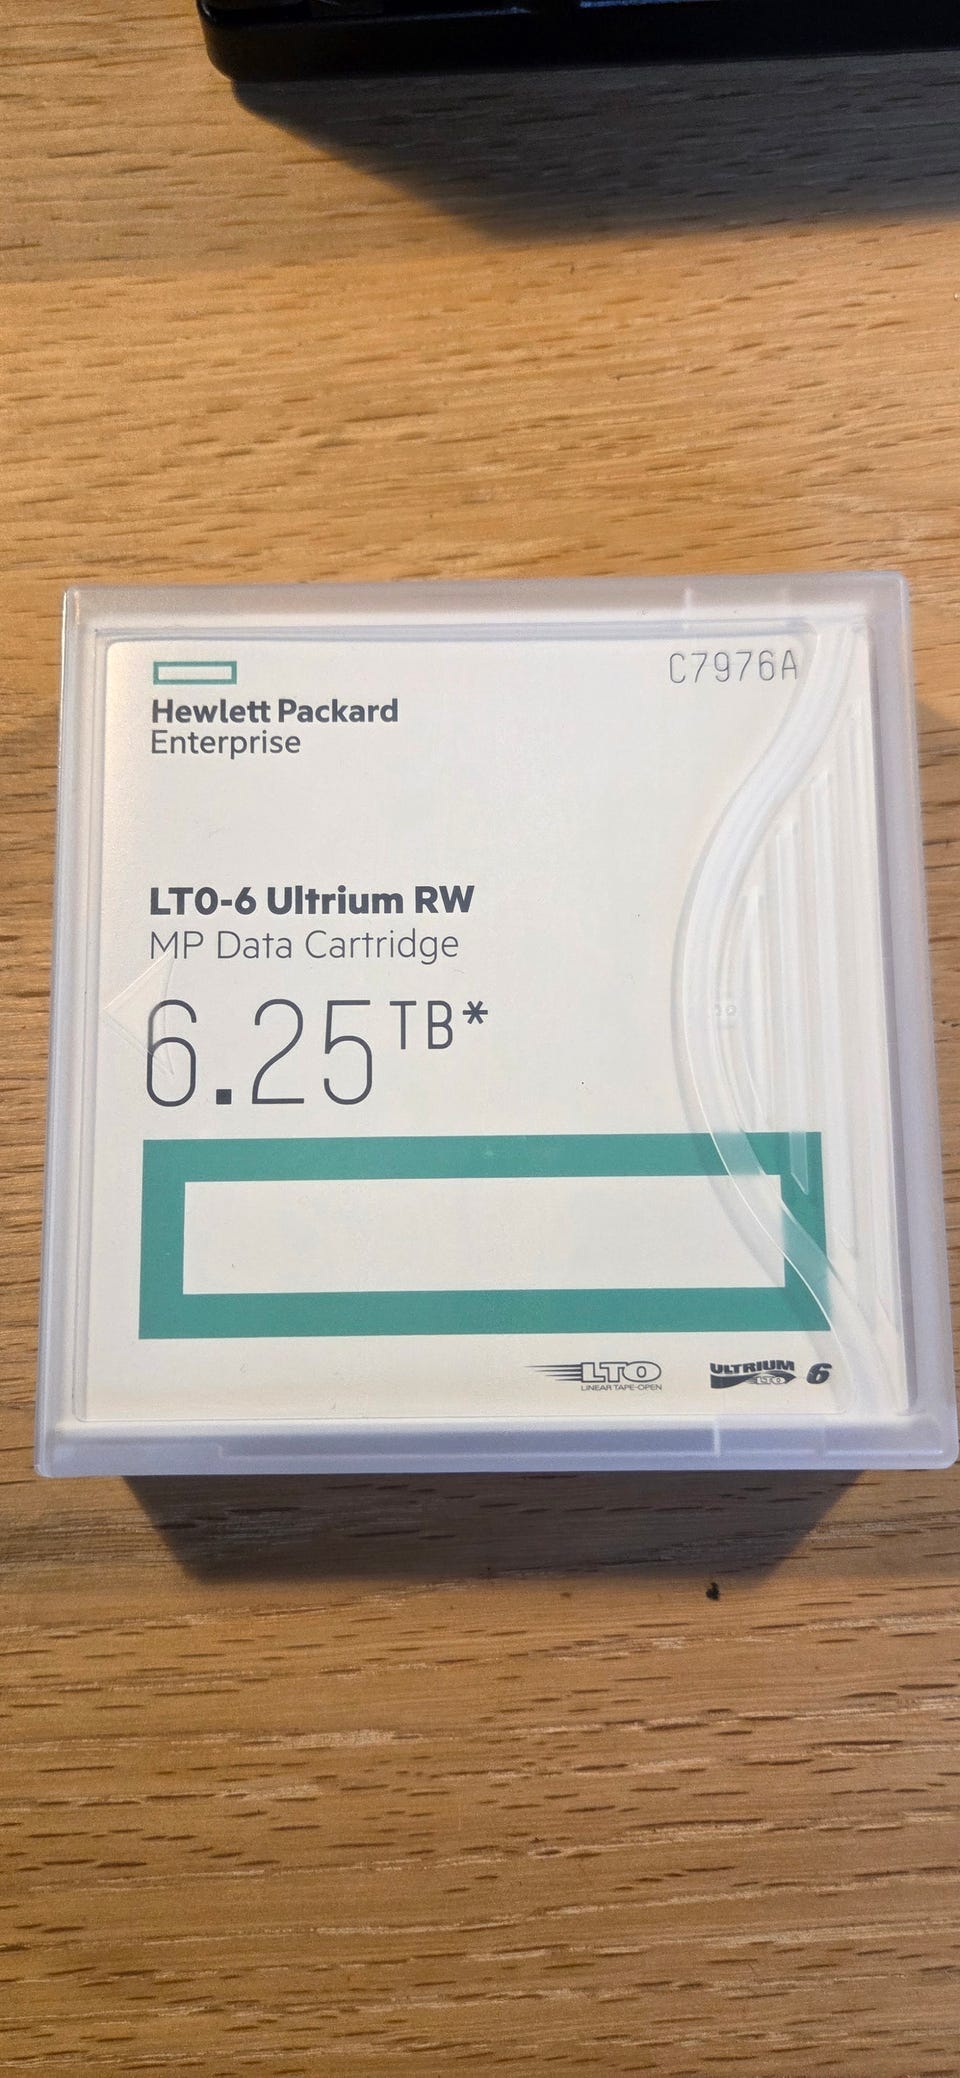 C7976A
Hewlett Packard
Enterprise
LTO-6 Ultrium RW
MP Data Cartridge
6.25TB*
LTO
LINEAR TAPE-OPEN
ULTRIUM 6
LTO